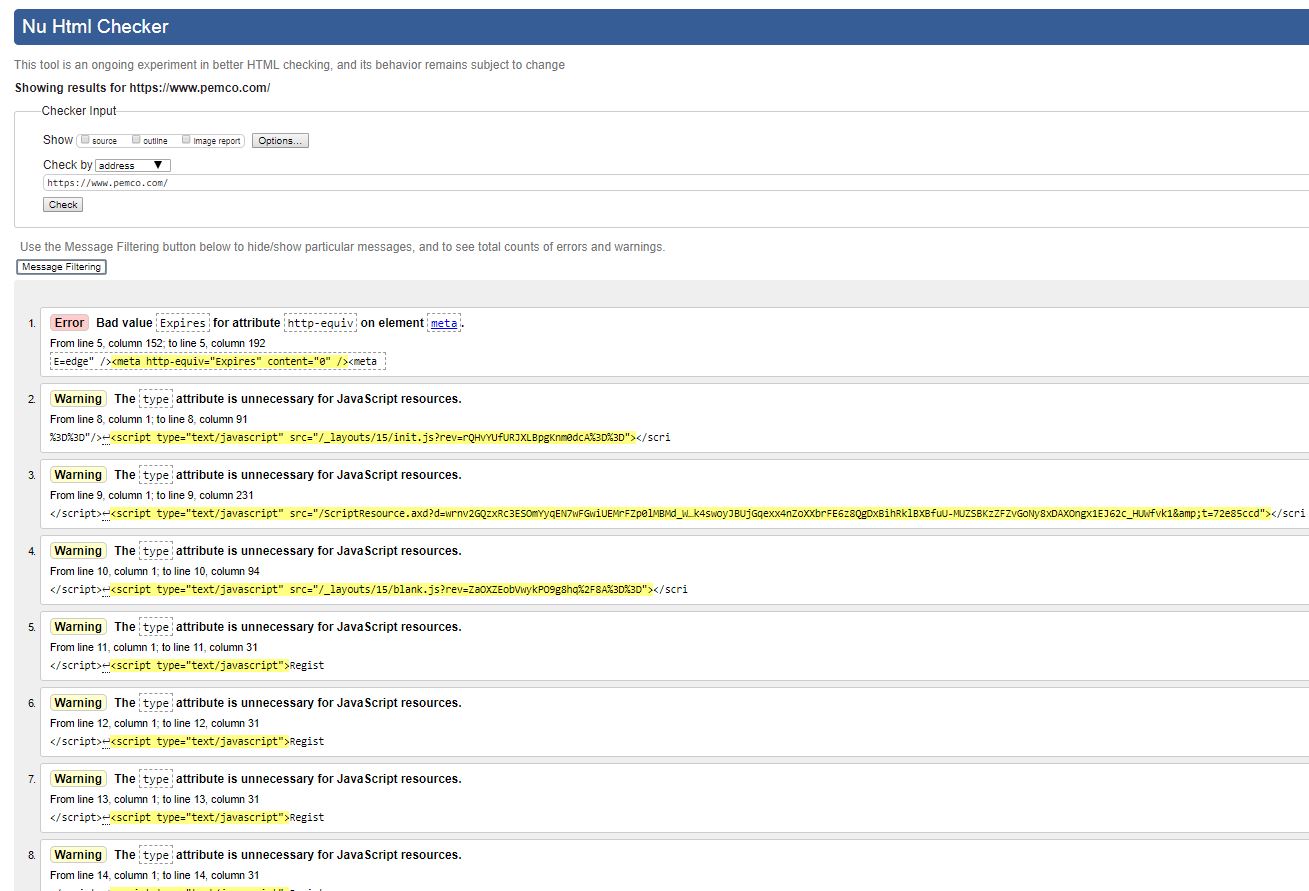 Nu Html Checker
This tool is an ongoing experiment in better HTML checking, and its behavior remains subject to change
Showing results for https://www.pemco.com/
Checker Input
Show source outline image report Options...
Check by address ▼
https://www.pemco.com/
Check
Use the Message Filtering button below to hide/show particular messages, and to see total counts of errors and warnings.
Message Filtering
1. Error Bad value Expires for attribute http-equiv on element meta.
From line 5, column 152; to line 5, column 192
E=edge" /><meta http-equiv="Expires" content="0" /><meta
2. Warning The type attribute is unnecessary for JavaScript resources.
From line 8, column 1; to line 8, column 91
%3D%3D"/>↩<script type="text/javascript" src="/_layouts/15/init.js?rev=rQHvYUfURJXLBpgKnm0dcA%3D%3D"></scri
3. Warning The type attribute is unnecessary for JavaScript resources.
From line 9, column 1; to line 9, column 231
</script>↩<script type="text/javascript" src="/ScriptResource.axd?d=wrnv2GQzxRc3ESOmYyqEN7wFGwiUEMrFZp0lMBMd_W…k4swoyJBUjGqexx4nZoXXbrFE6z8QgDxBihRklBXBfuU-MUZSBKzZFZvGoNy8xDAXOngx1EJ62c_HUWfvk1&amp;t=72e85ccd"></scri
4. Warning The type attribute is unnecessary for JavaScript resources.
From line 10, column 1; to line 10, column 94
</script>↩<script type="text/javascript" src="/_layouts/15/blank.js?rev=ZaOXZEobVwykPO9g8hq%2F8A%3D%3D"></scri
5. Warning The type attribute is unnecessary for JavaScript resources.
From line 11, column 1; to line 11, column 31
</script>↩<script type="text/javascript">Regist
6. Warning The type attribute is unnecessary for JavaScript resources.
From line 12, column 1; to line 12, column 31
</script>↩<script type="text/javascript">Regist
7. Warning The type attribute is unnecessary for JavaScript resources.
From line 13, column 1; to line 13, column 31
</script>↩<script type="text/javascript">Regist
8. Warning The type attribute is unnecessary for JavaScript resources.
From line 14, column 1; to line 14, column 31